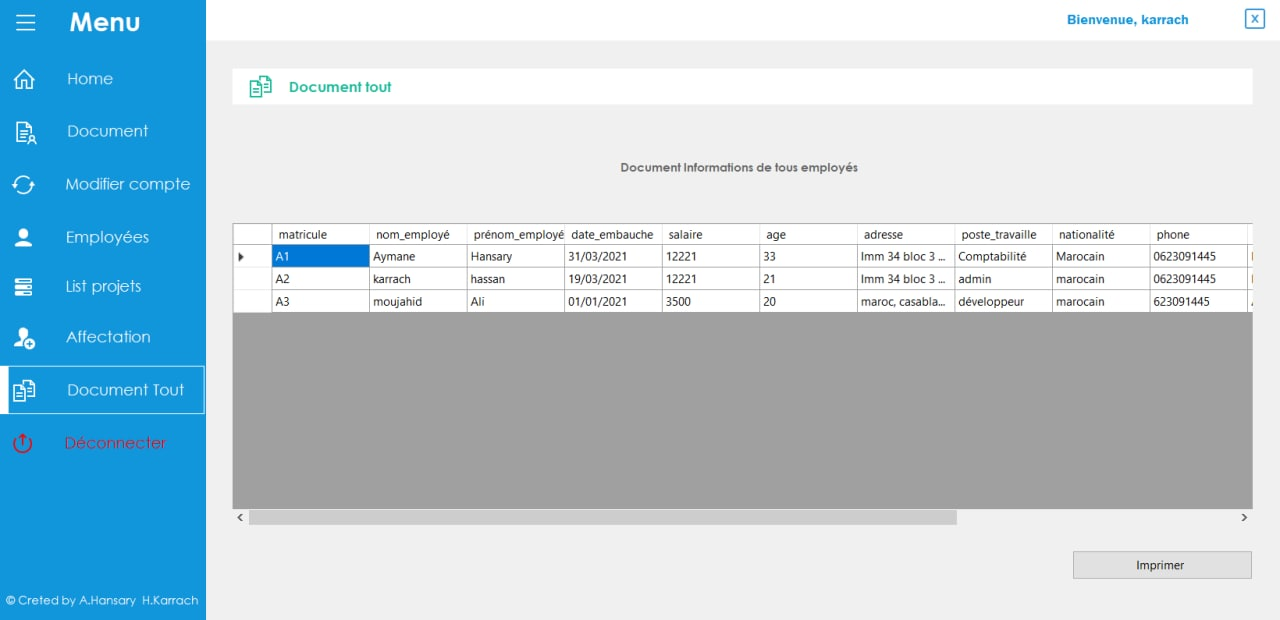 Menu
Bienvenue, karrach
X
Home
Document
Modifier compte
Employées
List projets
Affectation
Document Tout
Déconnecter
© Creted by A.Hansary H.Karrach
Document tout
Document Informations de tous employés
matricule nom_employé prénom_employé date_embauche salaire age adresse poste_travaille nationalité phone
A1 Aymane Hansary 31/03/2021 12221 33 Imm 34 bloc 3 ... Comptabilité Marocain 0623091445
A2 karrach hassan 19/03/2021 12221 21 Imm 34 bloc 3 ... admin marocain 0623091445
A3 moujahid Ali 01/01/2021 3500 20 maroc, casabla... développeur marocain 623091445
Imprimer